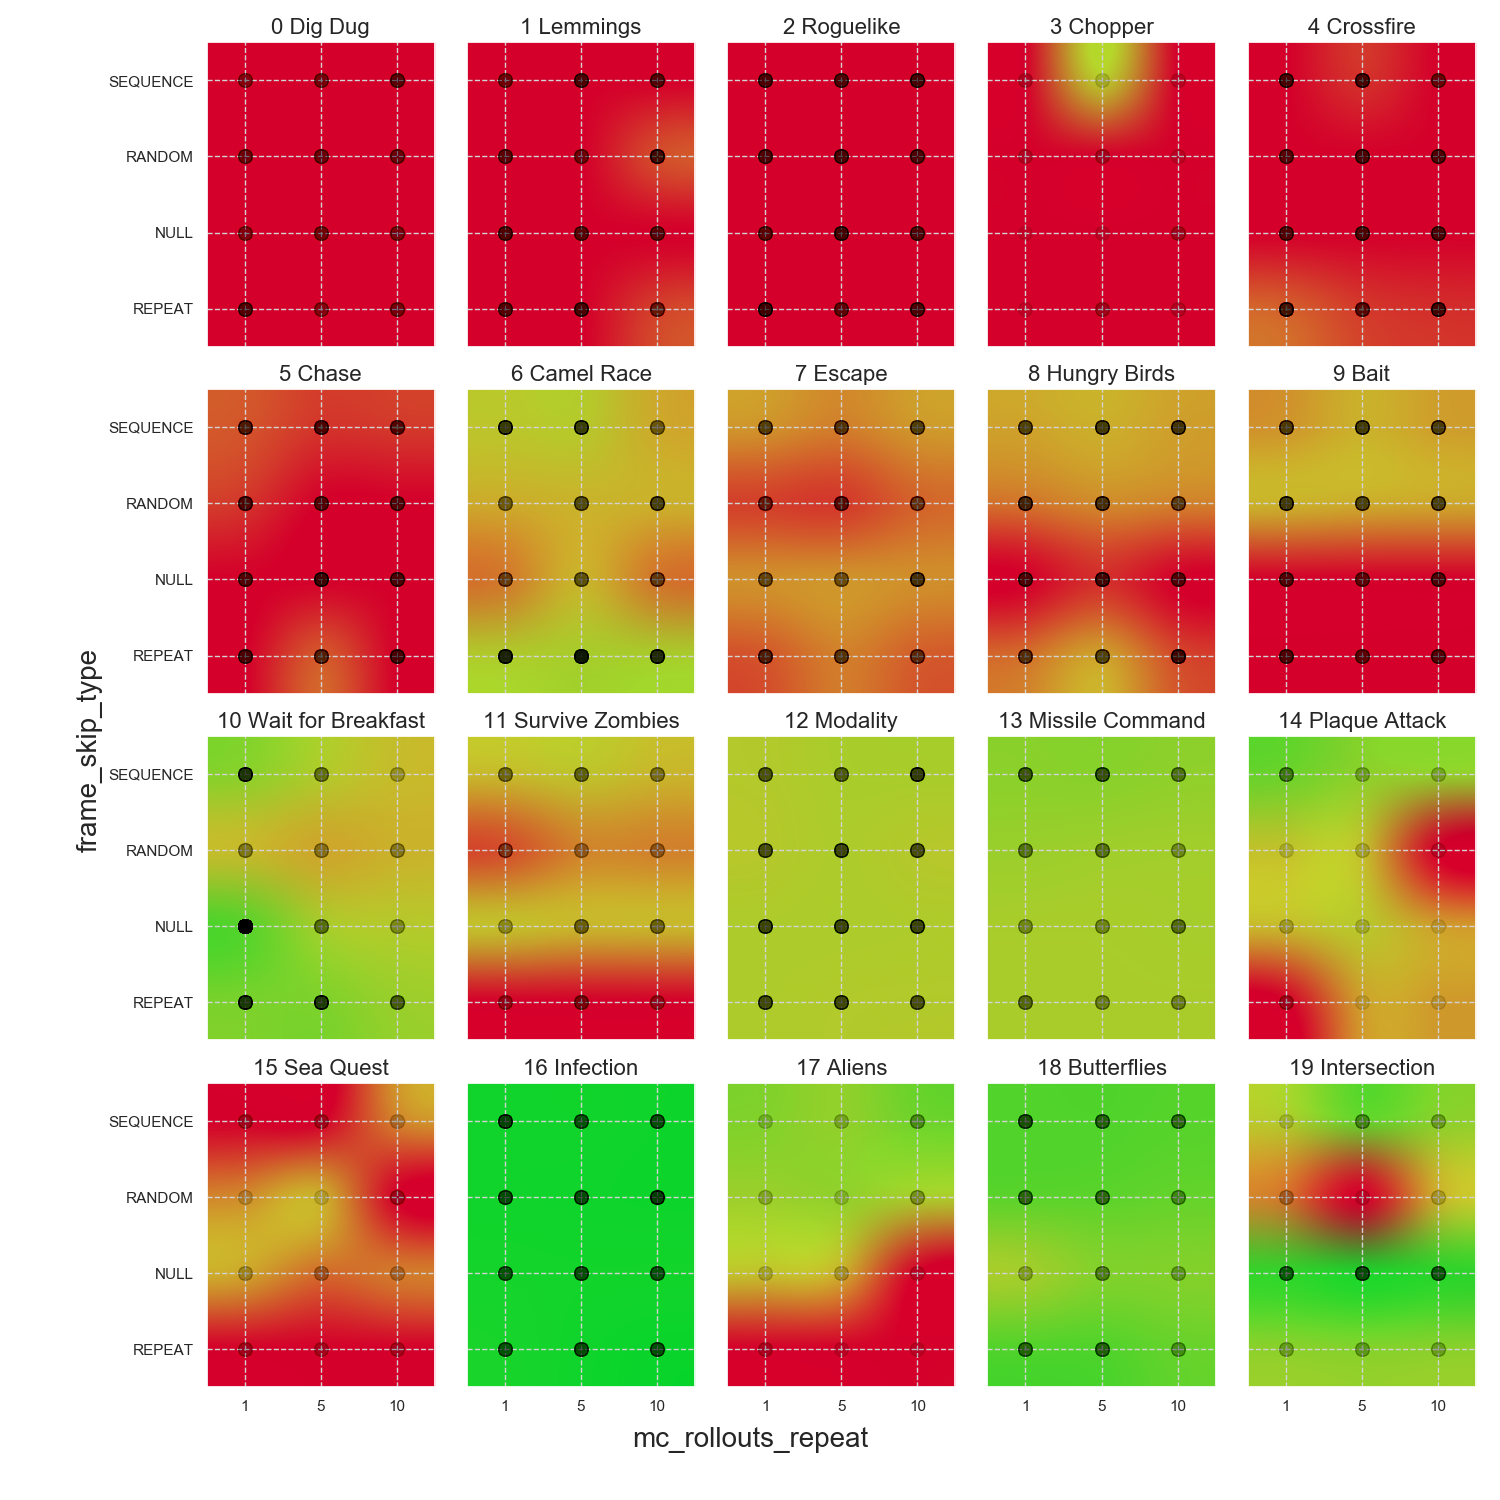 0 Dig Dug
1 Lemmings
2 Roguelike
3 Chopper
4 Crossfire
SEQUENCE
RANDOM
NULL
REPEAT
5 Chase
6 Camel Race
7 Escape
8 Hungry Birds
9 Bait
SEQUENCE
RANDOM
NULL
REPEAT
frame_skip_type
10 Wait for Breakfast
11 Survive Zombies
12 Modality
13 Missile Command
14 Plaque Attack
SEQUENCE
RANDOM
NULL
REPEAT
15 Sea Quest
16 Infection
17 Aliens
18 Butterflies
19 Intersection
SEQUENCE
RANDOM
NULL
REPEAT
1 5 10
1 5 10
1 5 10
1 5 10
1 5 10
mc_rollouts_repeat